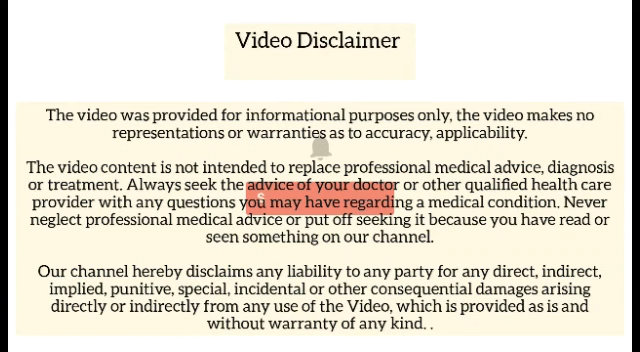 Video Disclaimer
The video was provided for informational purposes only, the video makes no
representations or warranties as to accuracy, applicability.
The video content is not intended to replace professional medical advice, diagnosis
or treatment. Always seek the advice of your doctor or other qualified health care
provider with any questions you may have regarding a medical condition. Never
neglect professional medical advice or put off seeking it because you have read or
seen something on our channel.
Our channel hereby disclaims any liability to any party for any direct, indirect,
implied, punitive, special, incidental or other consequential damages arising
directly or indirectly from any use of the Video, which is provided as is and
without warranty of any kind. .